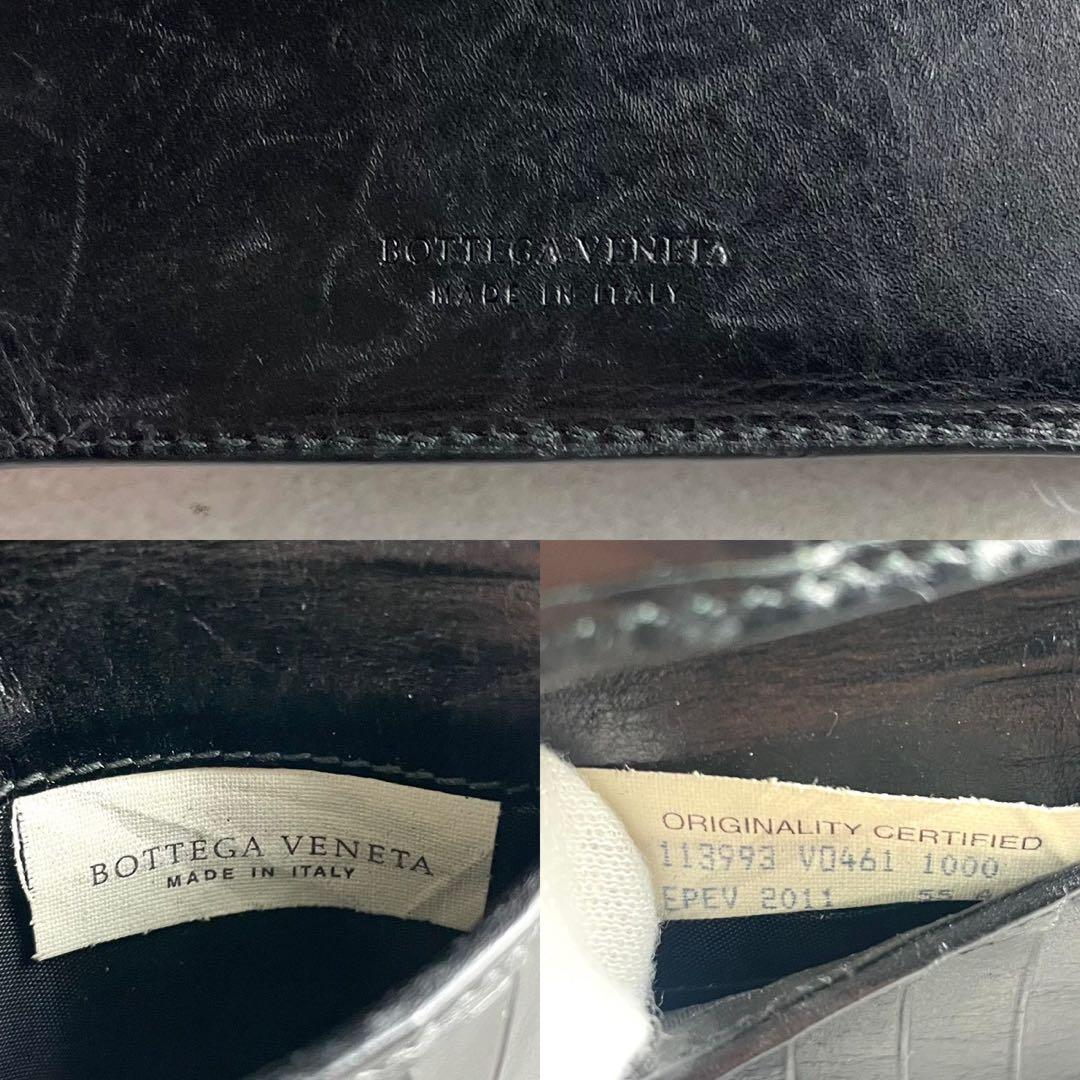 BOTTEGA VENETA
MADE IN ITALY
BOTTEGA VENETA
MADE IN ITALY
ORIGINALITY CERTIFIED
113993 V0461 1000
EPEV 2011